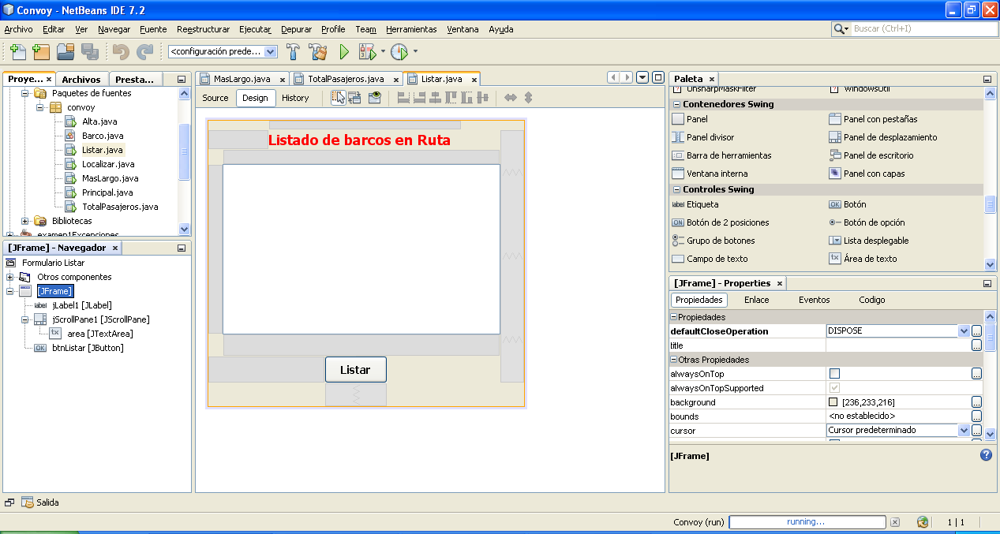 Convoy - NetBeans IDE 7.2
Archivo Editar Ver Navegar Fuente Reestructurar Ejecutar Depurar Profile Team Herramientas Ventana Ayuda
Buscar (Ctrl+I)
<configuración prede...
Proye... Archivos Presta...
Paquetes de fuentes
convoy
Alta.java
Barco.java
Listar.java
Localizar.java
MasLargo.java
Principal.java
TotalPasajeros.java
Bibliotecas
examen1Excenciones
[JFrame] - Navegador
Formulario Listar
Otros componentes
[JFrame]
label jLabel1 [JLabel]
jScrollPane1 [JScrollPane]
tx area [JTextArea]
OK btnListar [JButton]
MasLargo.java TotalPasajeros.java Listar.java
Source Design History
Listado de barcos en Ruta
Listar
Paleta
UnsharpMaskFilter WindowsUtil
Contenedores Swing
Panel Panel con pestañas
Panel divisor Panel de desplazamiento
Barra de herramientas Panel de escritorio
Ventana interna Panel con capas
Controles Swing
label Etiqueta OK Botón
ON Botón de 2 posiciones Botón de opción
Grupo de botones Lista desplegable
Campo de texto tx Área de texto
[JFrame] - Properties
Propiedades Enlace Eventos Codigo
Propiedades
defaultCloseOperation DISPOSE ...
title ...
Otras Propiedades
alwaysOnTop ...
alwaysOnTopSupported
background [236,233,216] ...
bounds <no establecido> ...
cursor Cursor predeterminado ...
[JFrame]
Salida
Convoy (run) running... 1 | 1